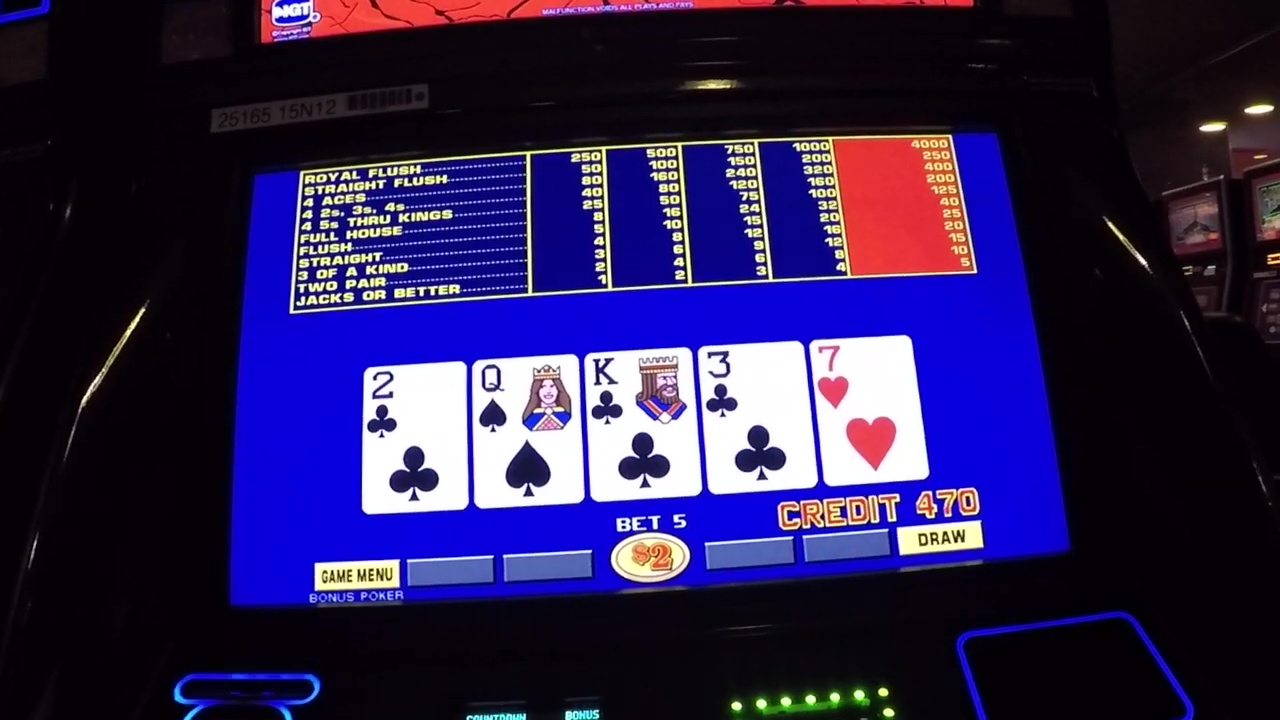 IGT
MALFUNCTION VOIDS ALL PLAYS AND PAYS
25165 15N12
ROYAL FLUSH 250 500 750 1000 4000
STRAIGHT FLUSH 50 100 150 200 250
4 ACES 80 160 240 320 400
4 2s, 3s, 4s 40 80 120 160 200
4 5s THRU KINGS 25 50 75 100 125
FULL HOUSE 8 16 24 32 40
FLUSH 5 10 15 20 25
STRAIGHT 4 8 12 16 20
3 OF A KIND 3 6 9 12 15
TWO PAIR 2 4 6 8 10
JACKS OR BETTER 1 2 3 4 5
2 Q K 3 7
BET 5 CREDIT 470
GAME MENU $2 DRAW
BONUS POKER
COUNTDOWN BONUS